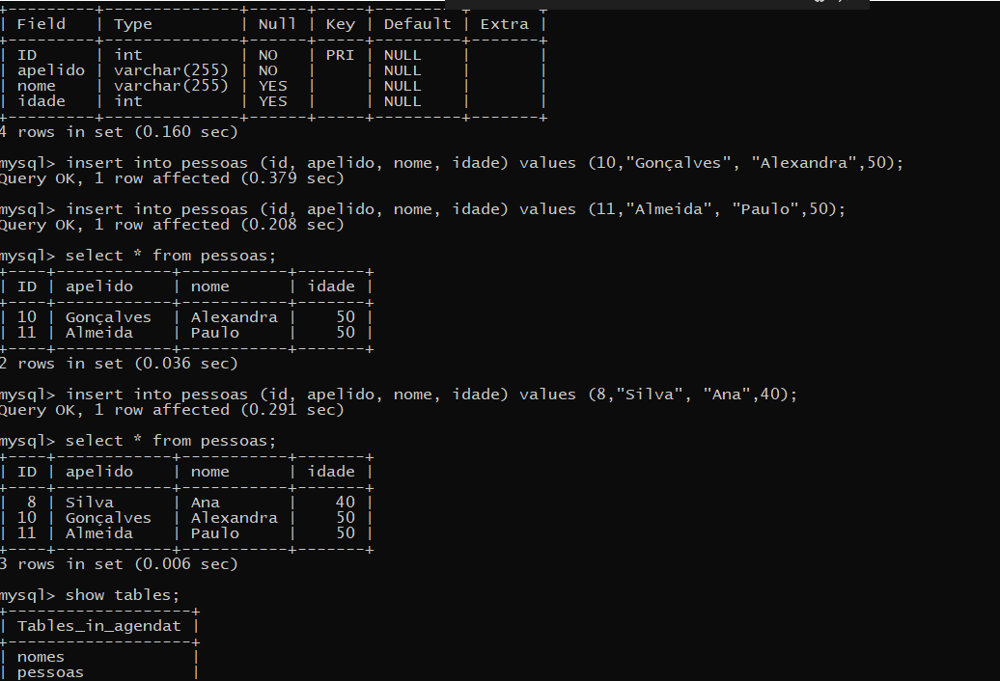 +---------+--------------+------+-----+---------+-------+
| Field   | Type         | Null | Key | Default | Extra |
+---------+--------------+------+-----+---------+-------+
| ID      | int          | NO   | PRI | NULL    |       |
| apelido | varchar(255) | NO   |     | NULL    |       |
| nome    | varchar(255) | YES  |     | NULL    |       |
| idade   | int          | YES  |     | NULL    |       |
+---------+--------------+------+-----+---------+-------+
4 rows in set (0.160 sec)
mysql> insert into pessoas (id, apelido, nome, idade) values (10,"Gonçalves", "Alexandra",50);
Query OK, 1 row affected (0.379 sec)
mysql> insert into pessoas (id, apelido, nome, idade) values (11,"Almeida", "Paulo",50);
Query OK, 1 row affected (0.208 sec)
mysql> select * from pessoas;
+----+------------+-----------+-------+
| ID | apelido    | nome      | idade |
+----+------------+-----------+-------+
| 10 | Gonçalves  | Alexandra |    50 |
| 11 | Almeida    | Paulo     |    50 |
+----+------------+-----------+-------+
2 rows in set (0.036 sec)
mysql> insert into pessoas (id, apelido, nome, idade) values (8,"Silva", "Ana",40);
Query OK, 1 row affected (0.291 sec)
mysql> select * from pessoas;
+----+------------+-----------+-------+
| ID | apelido    | nome      | idade |
+----+------------+-----------+-------+
|  8 | Silva      | Ana       |    40 |
| 10 | Gonçalves  | Alexandra |    50 |
| 11 | Almeida    | Paulo     |    50 |
+----+------------+-----------+-------+
3 rows in set (0.006 sec)
mysql> show tables;
+-------------------+
| Tables_in_agendat |
+-------------------+
| nomes             |
| pessoas           |